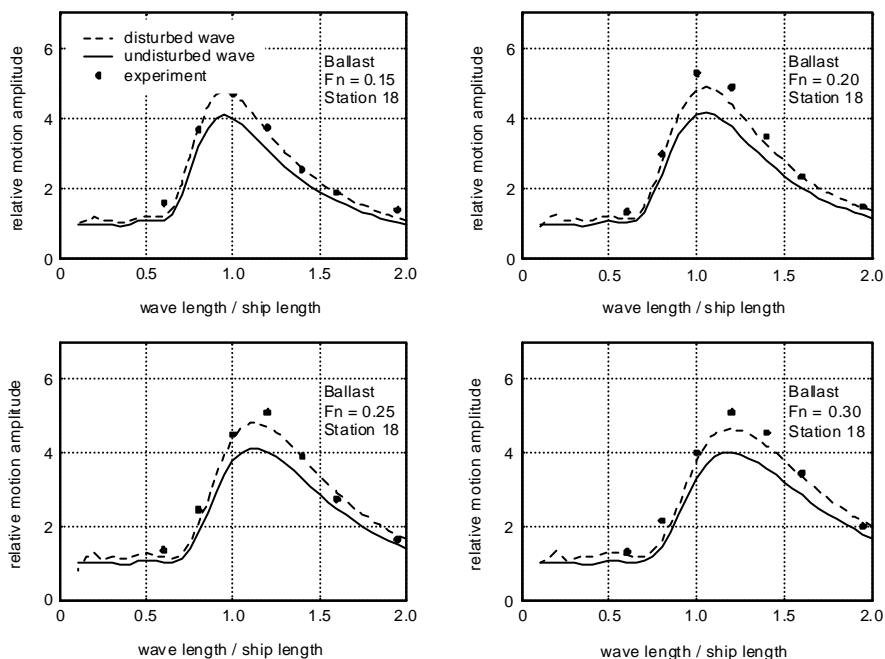 disturbed wave
undisturbed wave
experiment
Ballast
Fn = 0.15
Station 18
relative motion amplitude
6
4
2
0
0
0.5
1.0
1.5
2.0
wave length / ship length
Ballast
Fn = 0.20
Station 18
relative motion amplitude
6
4
2
0
0
0.5
1.0
1.5
2.0
wave length / ship length
Ballast
Fn = 0.25
Station 18
relative motion amplitude
6
4
2
0
0
0.5
1.0
1.5
2.0
wave length / ship length
Ballast
Fn = 0.30
Station 18
relative motion amplitude
6
4
2
0
0
0.5
1.0
1.5
2.0
wave length / ship length